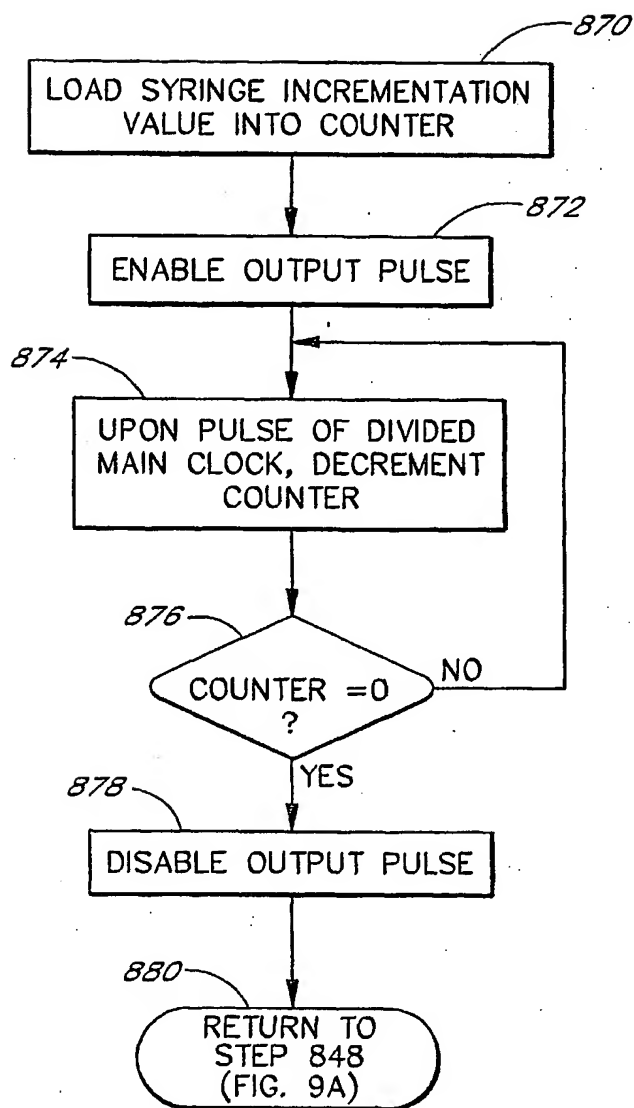 870
LOAD SYRINGE INCREMENTATION
VALUE INTO COUNTER
872
ENABLE OUTPUT PULSE
874
UPON PULSE OF DIVIDED
MAIN CLOCK, DECREMENT
COUNTER
876
COUNTER =0
?
NO
YES
878
DISABLE OUTPUT PULSE
880
RETURN TO
STEP 848
(FIG. 9A)